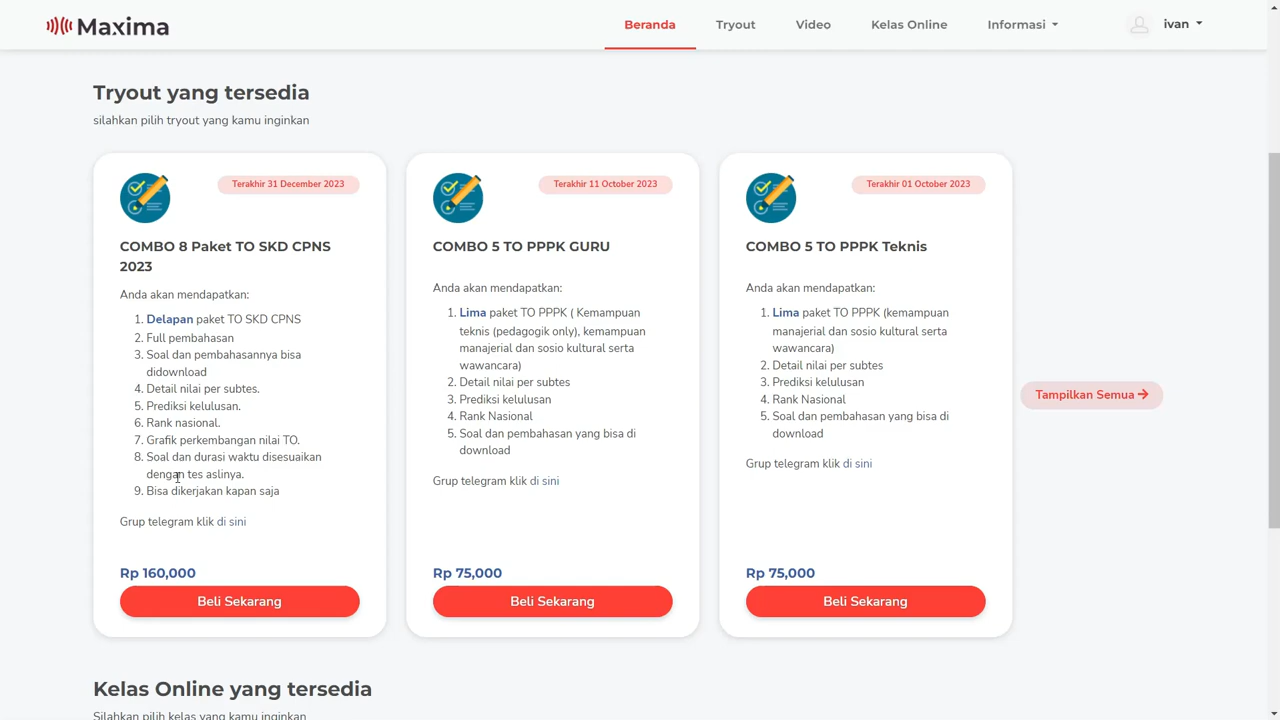 Maxima
Beranda
Tryout
Video
Kelas Online
Informasi
ivan
Tryout yang tersedia
silahkan pilih tryout yang kamu inginkan
Terakhir 31 December 2023
COMBO 8 Paket TO SKD CPNS
2023
Anda akan mendapatkan:
1. Delapan paket TO SKD CPNS
2. Full pembahasan
3. Soal dan pembahasannya bisa
didownload
4. Detail nilai per subtes.
5. Prediksi kelulusan.
6. Rank nasional.
7. Grafik perkembangan nilai TO.
8. Soal dan durasi waktu disesuaikan
dengan tes aslinya.
9. Bisa dikerjakan kapan saja
Grup telegram klik di sini
Rp 160,000
Beli Sekarang
Terakhir 11 October 2023
COMBO 5 TO PPPK GURU
Anda akan mendapatkan:
1. Lima paket TO PPPK ( Kemampuan
teknis (pedagogik only), kemampuan
manajerial dan sosio kultural serta
wawancara)
2. Detail nilai per subtes
3. Prediksi kelulusan
4. Rank Nasional
5. Soal dan pembahasan yang bisa di
download
Grup telegram klik di sini
Rp 75,000
Beli Sekarang
Terakhir 01 October 2023
COMBO 5 TO PPPK Teknis
Anda akan mendapatkan:
1. Lima paket TO PPPK (kemampuan
manajerial dan sosio kultural serta
wawancara)
2. Detail nilai per subtes
3. Prediksi kelulusan
4. Rank Nasional
5. Soal dan pembahasan yang bisa di
download
Grup telegram klik di sini
Rp 75,000
Beli Sekarang
Tampilkan Semua →
Kelas Online yang tersedia
Silahkan pilih kelas yang kamu inginkan